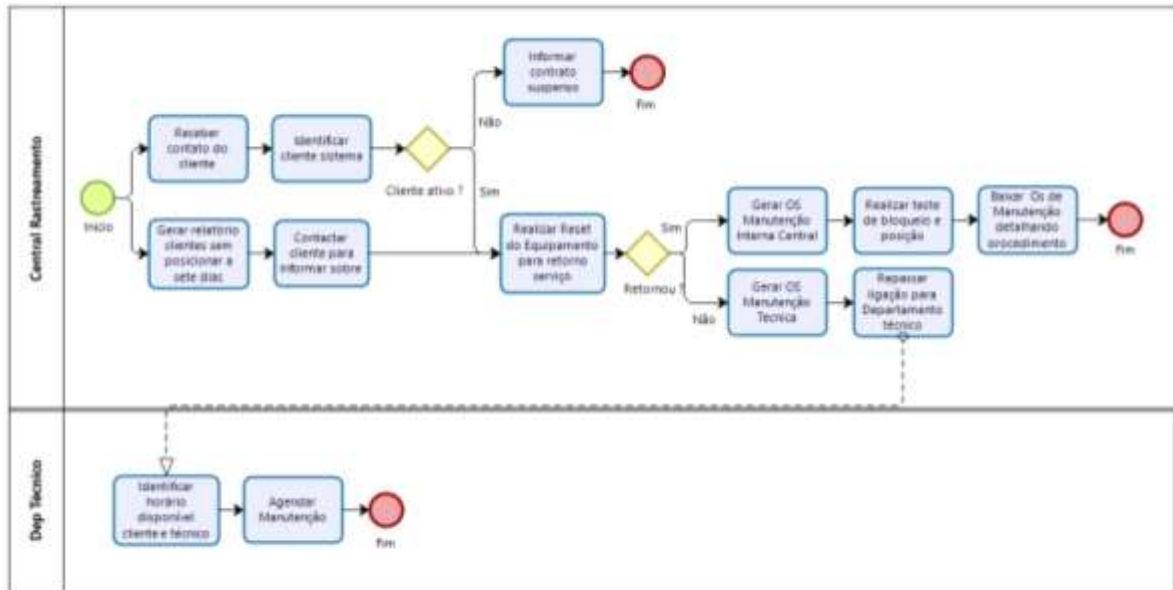 Central Rastreamento
Informar
contrato
suspenso
Fim
Não
Receber
contato do
cliente
Identificar
cliente sistema
Cliente ativo ?
Sim
Início
Gerar relatorio
clientes sem
posicionar a
sete dias
Contactar
cliente para
informar sobre
Realizar Reset
do Equipamento
para retorno
serviço
Retornou ?
Sim
Gerar OS
Manutenção
Interna Central
Realizar teste
de bloqueio e
posição
Baixar Os de
Manutenção
detalhando
procedimento
Fim
Não
Gerar OS
Manutenção
Tecnica
Repassar
ligação para
Departamento
técnico
Dep Técnico
Identificar
horário
disponível
cliente e técnico
Agendar
Manutenção
Fim